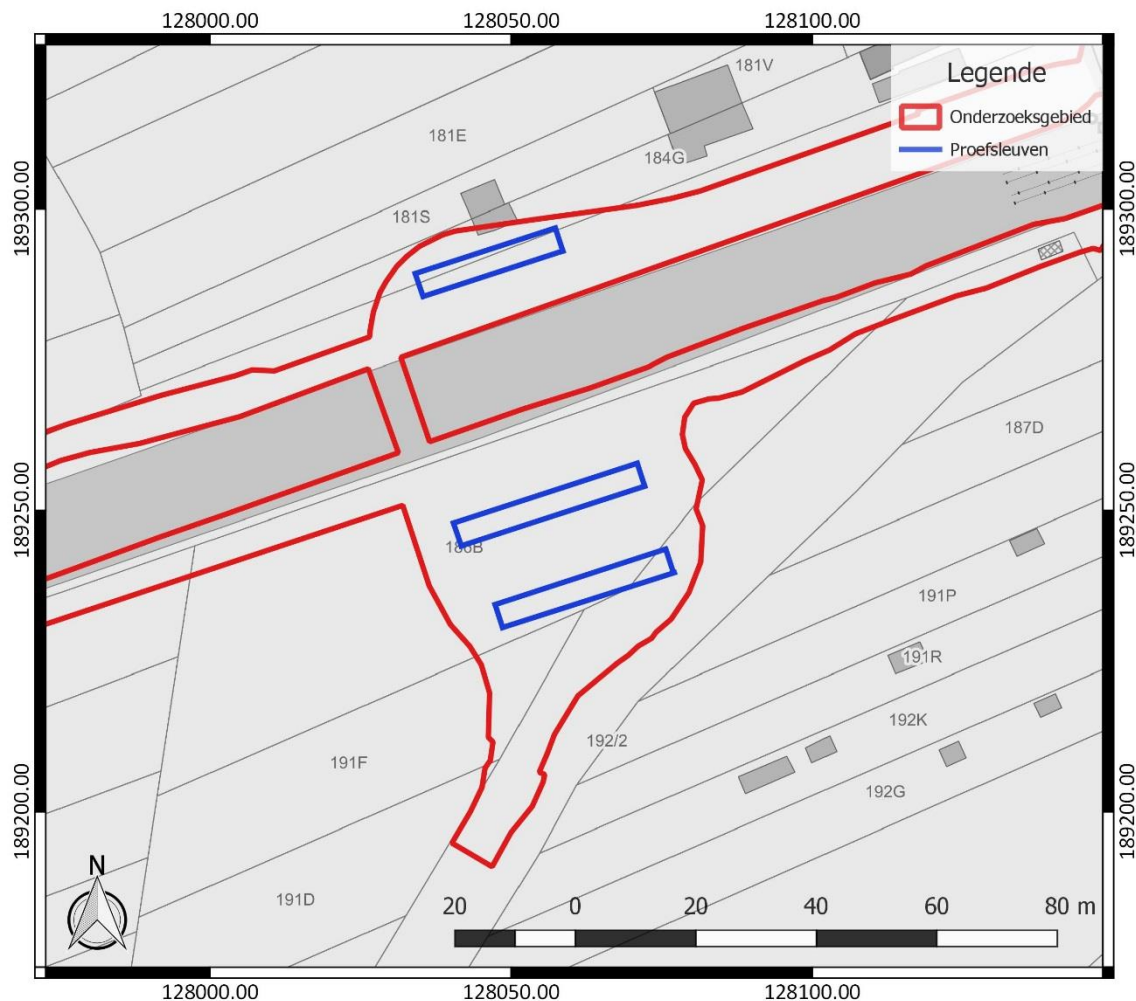 128000.00 128050.00 128100.00
181V
Legende
Onderzoeksgebied
Proefsleuven
181E
184G
181S
189300.00 189300.00
187D
189250.00 189250.00
191P
191R
192K
192/2
191F
192G
189200.00 189200.00
N
191D
20 0 20 40 60 80 m
128000.00 128050.00 128100.00